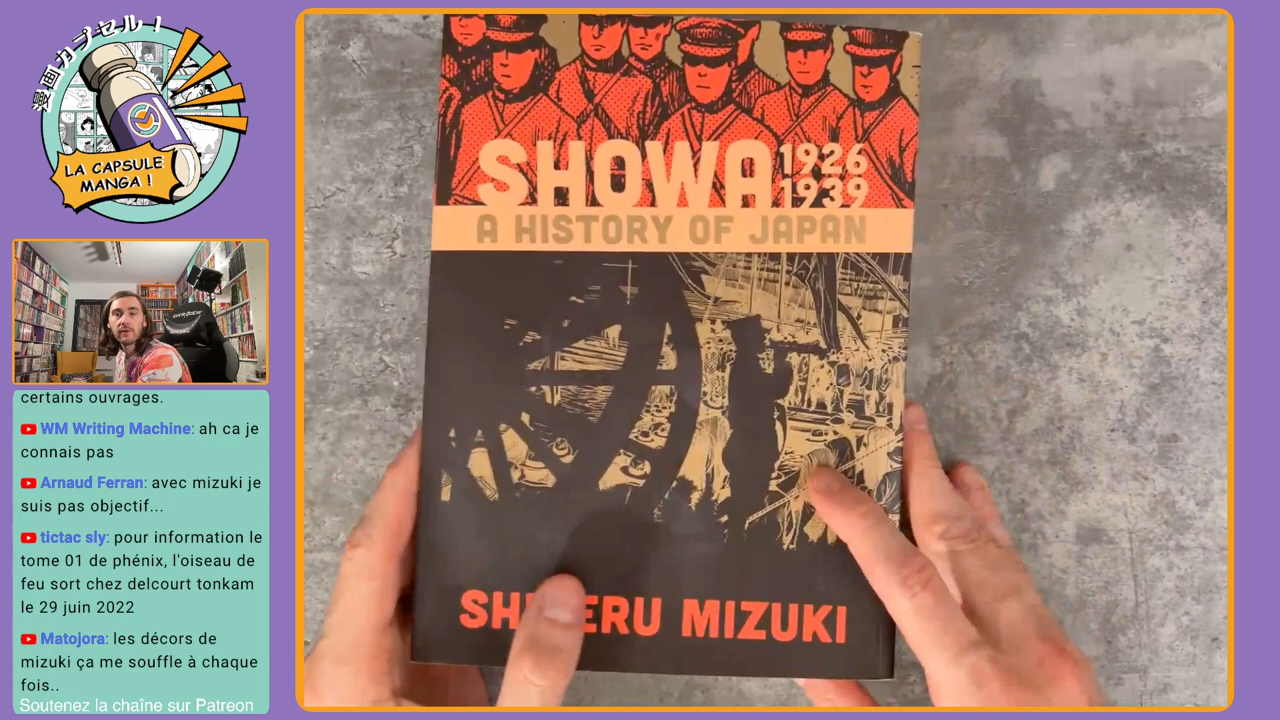 漫画カプセル！
LA CAPSULE
MANGA !
certains ouvrages.
WM Writing Machine: ah ca je
connais pas
Arnaud Ferran: avec mizuki je
suis pas objectif...
tictac sly: pour information le
tome 01 de phénix, l'oiseau de
feu sort chez delcourt tonkam
le 29 juin 2022
Matojora: les décors de
mizuki ça me souffle à chaque
fois..
Soutenez la chaîne sur Patreon
SHOWA 1926
1939
A HISTORY OF JAPAN
SH ERU MIZUKI